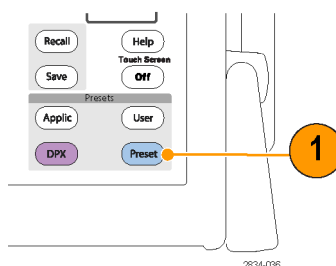 Recall
Help
Touch Screen
Save
Off
Presets
Applic
User
DPX
Preset
1
2834-036